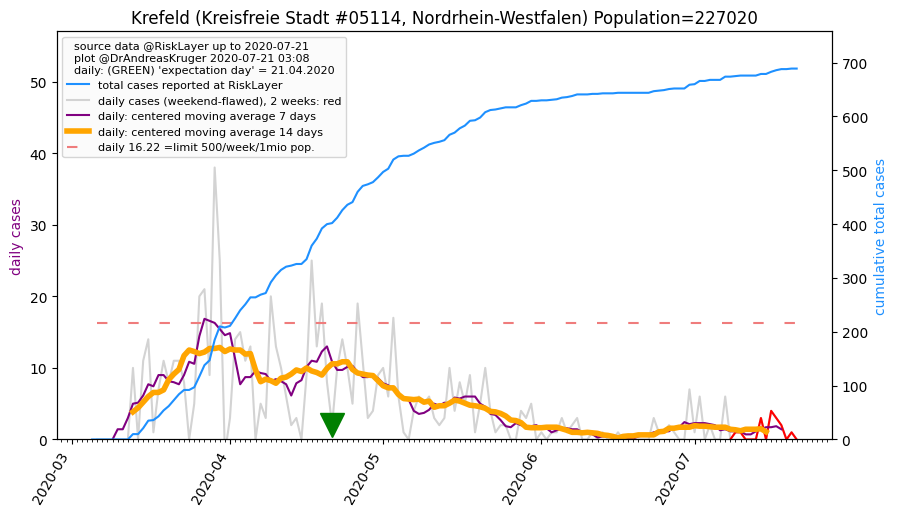 Krefeld (Kreisfreie Stadt #05114, Nordrhein-Westfalen) Population=227020
source data @RiskLayer up to 2020-07-21
plot @DrAndreasKruger 2020-07-21 03:08
daily: (GREEN) 'expectation day' = 21.04.2020
total cases reported at RiskLayer
daily cases (weekend-flawed), 2 weeks: red
daily: centered moving average 7 days
daily: centered moving average 14 days
daily 16.22 =limit 500/week/1mio pop.
daily cases
50
40
30
20
10
0
700
600
500
400
300
200
100
0
cumulative total cases
2020-03
2020-04
2020-05
2020-06
2020-07